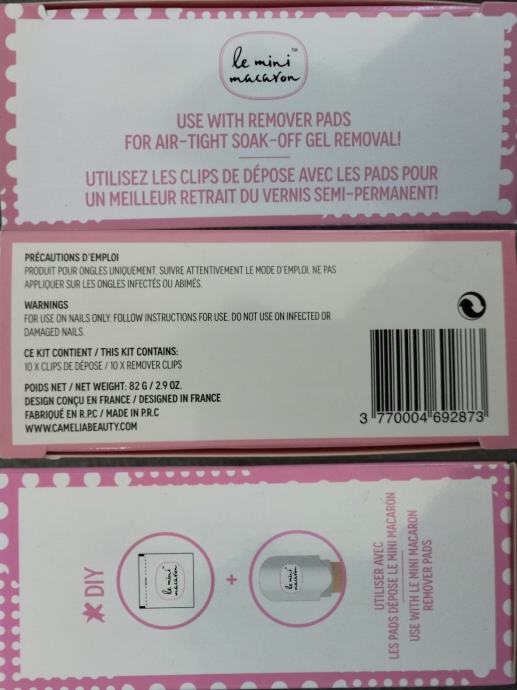 le mini
macaron
™
USE WITH REMOVER PADS
FOR AIR-TIGHT SOAK-OFF GEL REMOVAL!
UTILISEZ LES CLIPS DE DÉPOSE AVEC LES PADS POUR
UN MEILLEUR RETRAIT DU VERNIS SEMI-PERMANENT!
PRÉCAUTIONS D'EMPLOI
PRODUIT POUR ONGLES UNIQUEMENT. SUIVRE ATTENTIVEMENT LE MODE D'EMPLOI. NE PAS
APPLIQUER SUR LES ONGLES INFECTÉS OU ABIMÉS.
WARNINGS
FOR USE ON NAILS ONLY. FOLLOW INSTRUCTIONS FOR USE. DO NOT USE ON INFECTED OR
DAMAGED NAILS.
CE KIT CONTIENT / THIS KIT CONTAINS:
10 X CLIPS DE DÉPOSE / 10 X REMOVER CLIPS
POIDS NET / NET WEIGHT: 82 G / 2.9 OZ.
DESIGN CONÇU EN FRANCE / DESIGNED IN FRANCE
FABRIQUÉ EN R.P.C / MADE IN P.R.C
WWW.CAMELIABEAUTY.COM
3 770004 692873
DIY
le mini
macaron
+
le mini
macaron
UTILISER AVEC
LES PADS DÉPOSE LE MINI MACARON
USE WITH LE MINI MACARON
REMOVER PADS